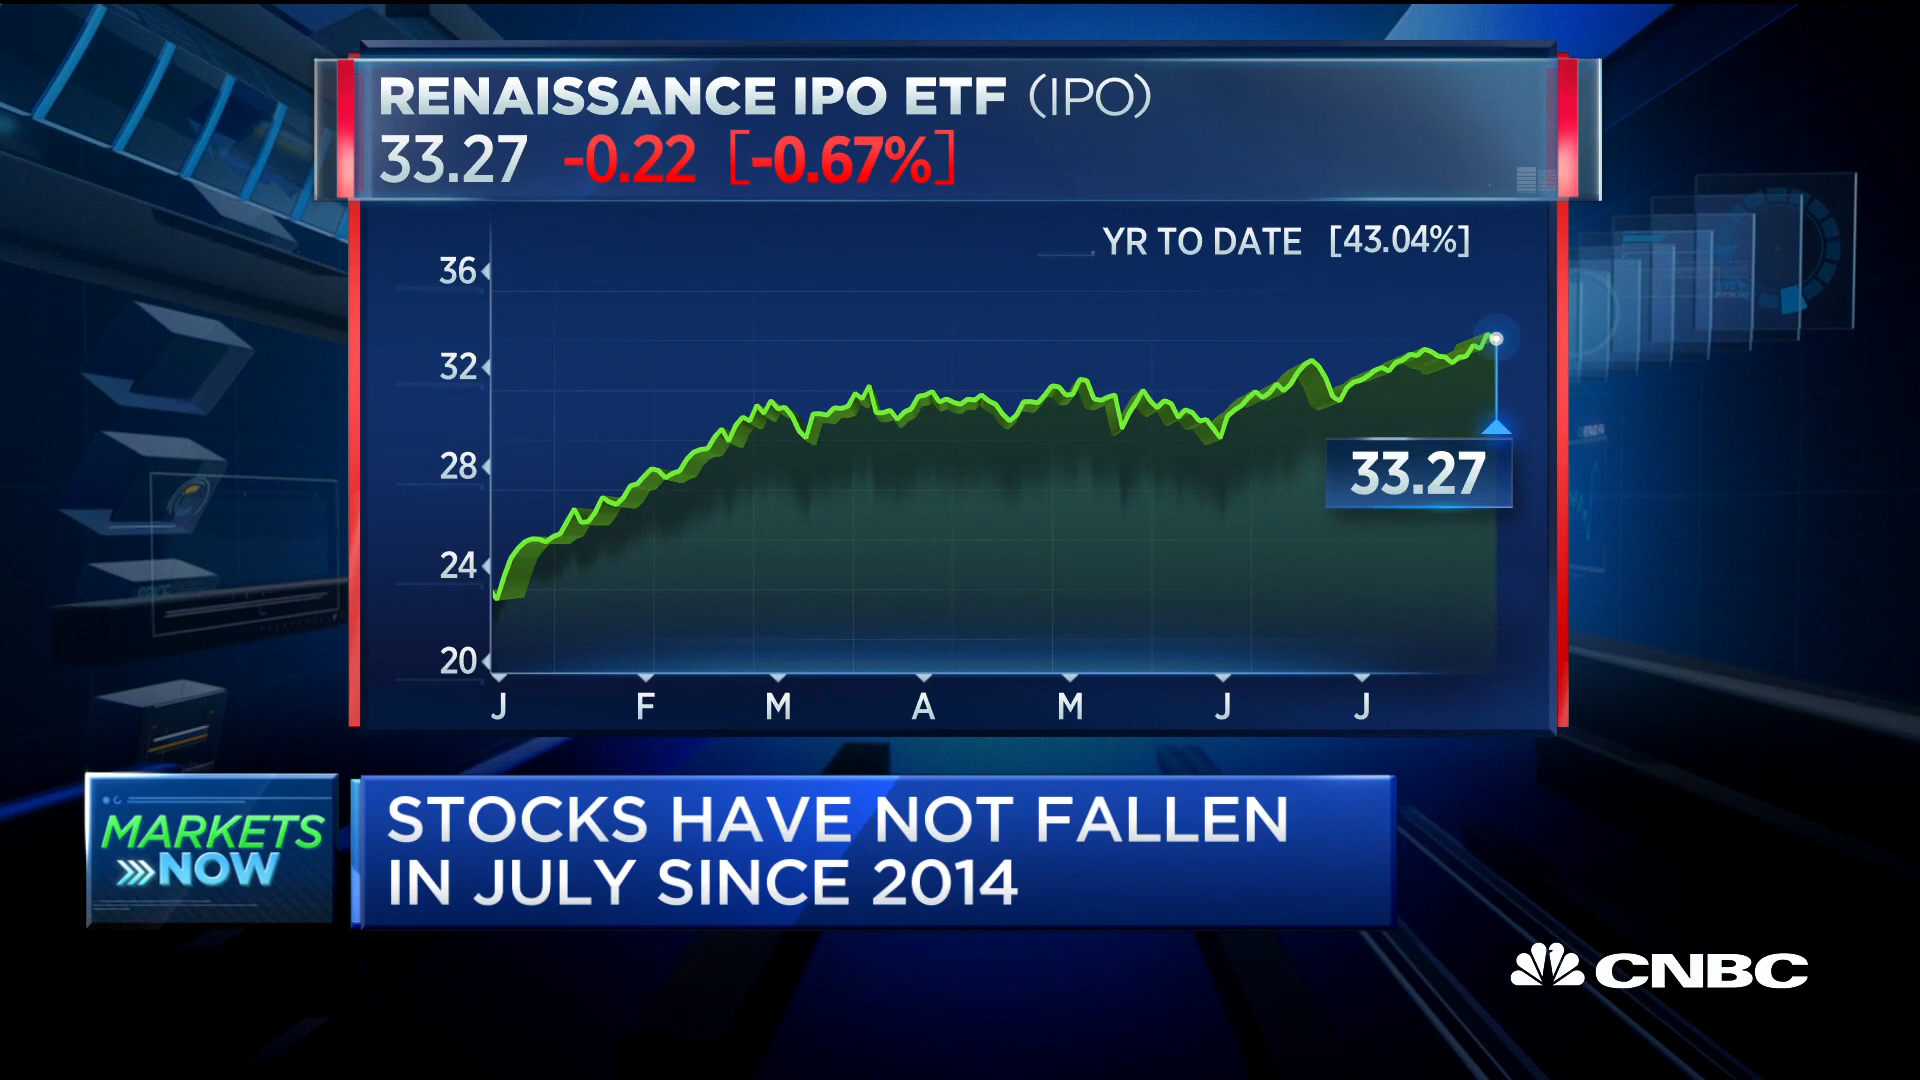 RENAISSANCE IPO ETF (IPO)
33.27 -0.22 [-0.67%]
YR TO DATE [43.04%]
36
32
28
24
20
33.27
J F M A M J J
MARKETS
NOW
STOCKS HAVE NOT FALLEN
IN JULY SINCE 2014
CNBC